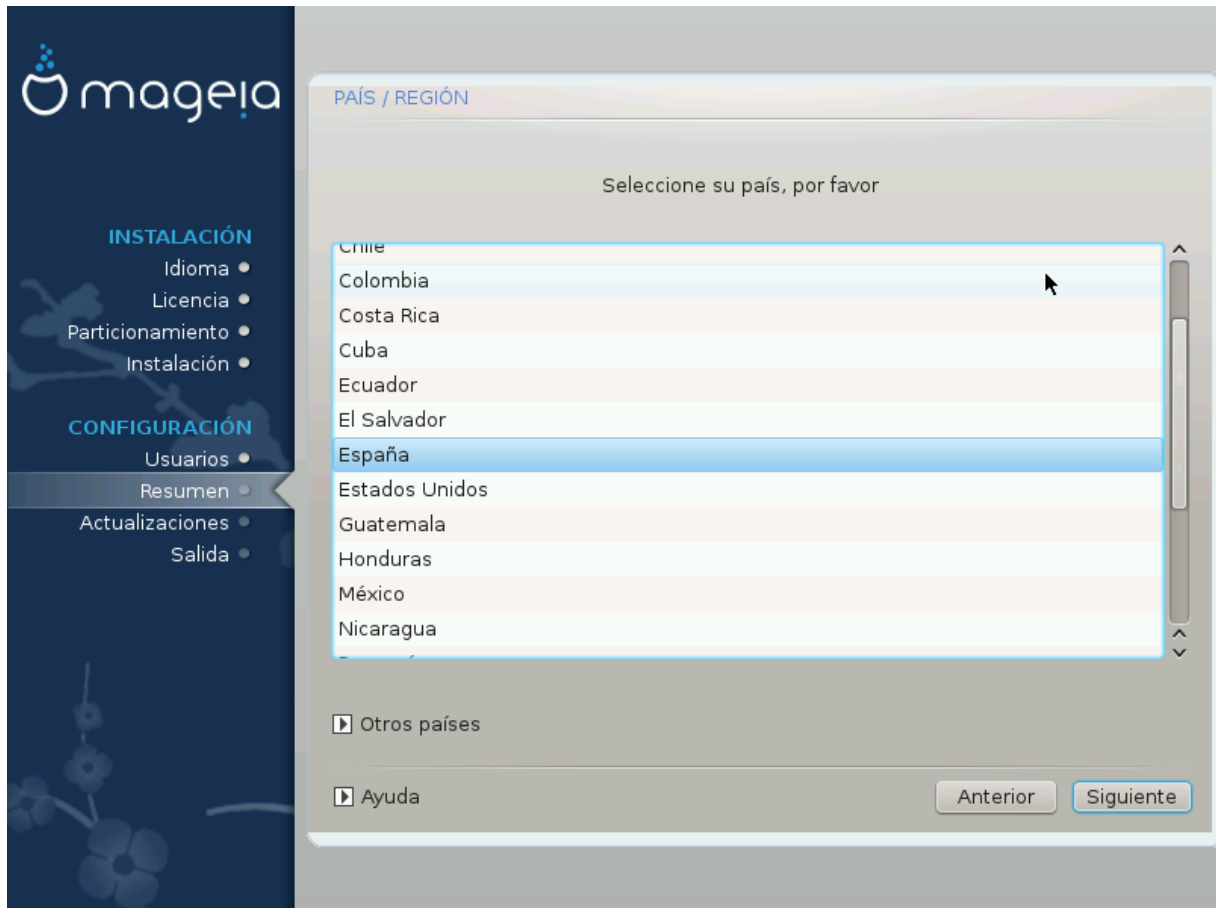 mageia
INSTALACIÓN
Idioma
Licencia
Particionamiento
Instalación
CONFIGURACIÓN
Usuarios
Resumen
Actualizaciones
Salida
PAÍS / REGIÓN
Seleccione su país, por favor
Chile
Colombia
Costa Rica
Cuba
Ecuador
El Salvador
España
Estados Unidos
Guatemala
Honduras
México
Nicaragua
Otros países
Ayuda
Anterior
Siguiente